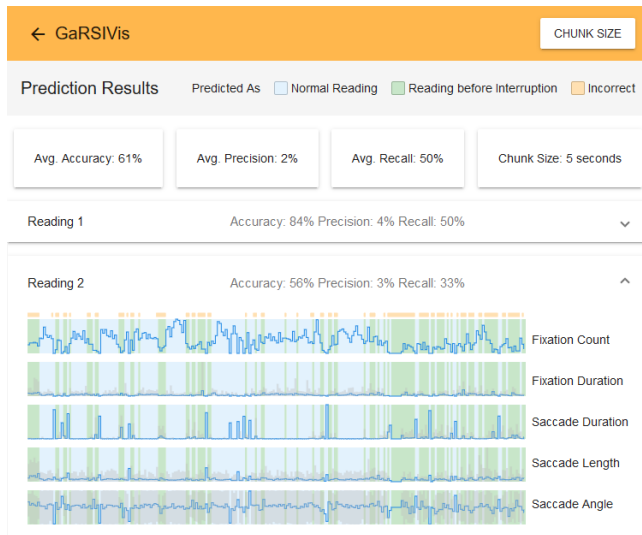 ← GaRSIVis
CHUNK SIZE
Prediction Results
Predicted As Normal Reading Reading before Interruption Incorrect
Avg. Accuracy: 61% Avg. Precision: 2% Avg. Recall: 50% Chunk Size: 5 seconds
Reading 1 Accuracy: 84% Precision: 4% Recall: 50%
Reading 2 Accuracy: 56% Precision: 3% Recall: 33%
Fixation Count
Fixation Duration
Saccade Duration
Saccade Length
Saccade Angle